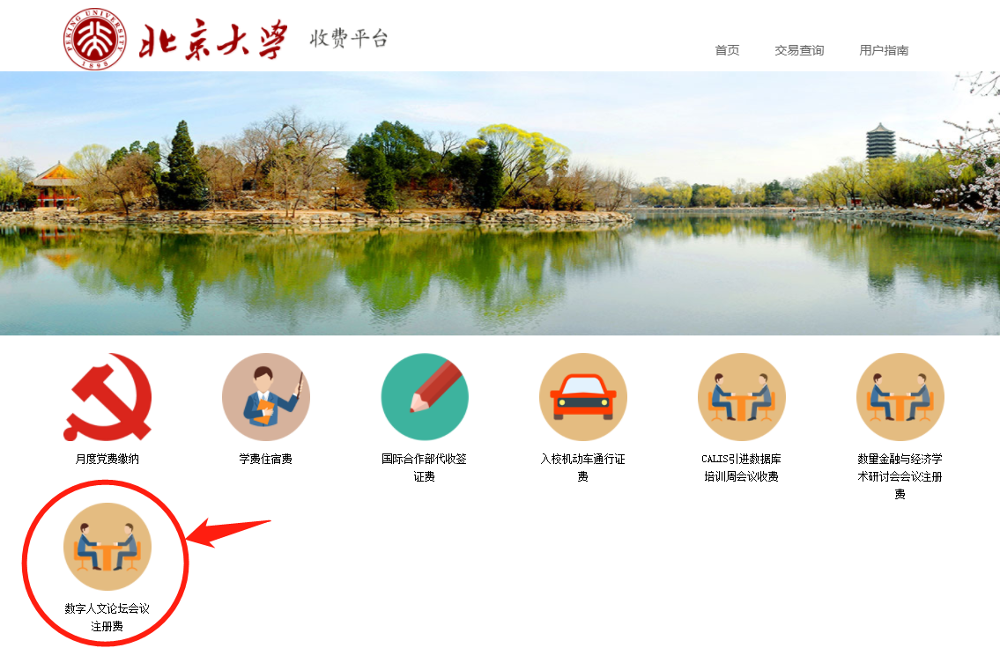 PEKING UNIVERSITY
1898
北京大学 收费平台
首页 交易查询 用户指南
月度党费缴纳
学费住宿费
国际合作部代收签
证费
入校机动车通行证
费
CALIS引进数据库
培训周会议收费
数量金融与经济学
术研讨会会议注册
费
数字人文论坛会议
注册费